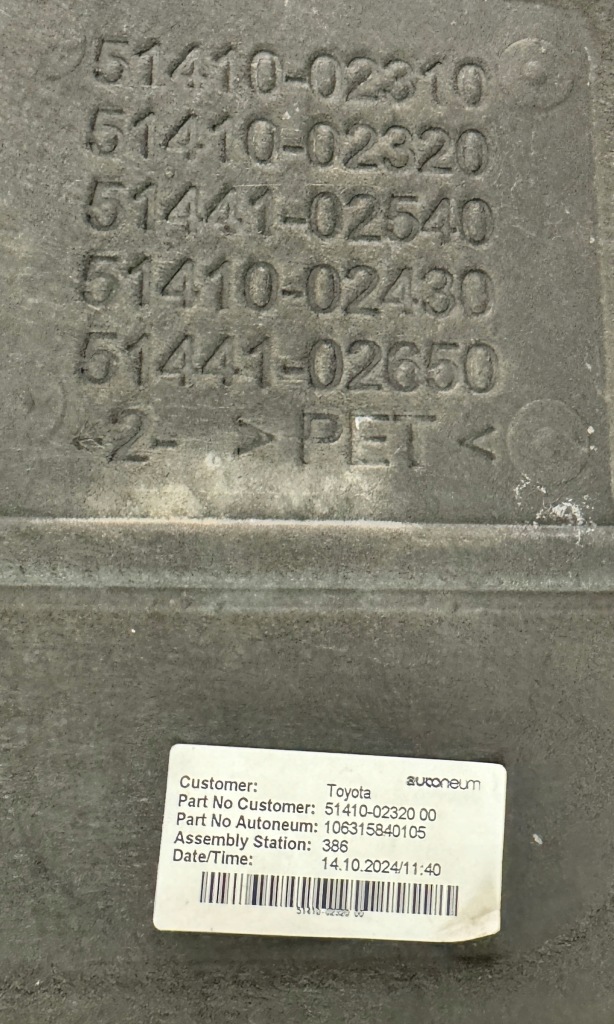 51410-02310
51410-02320
51441-02540
51410-02430
51441-02650
-2- > PET <
autoneum
Customer: Toyota
Part No Customer: 51410-02320 00
Part No Autoneum: 106315840105
Assembly Station: 386
Date/Time: 14.10.2024/11:40
51410-02320 00